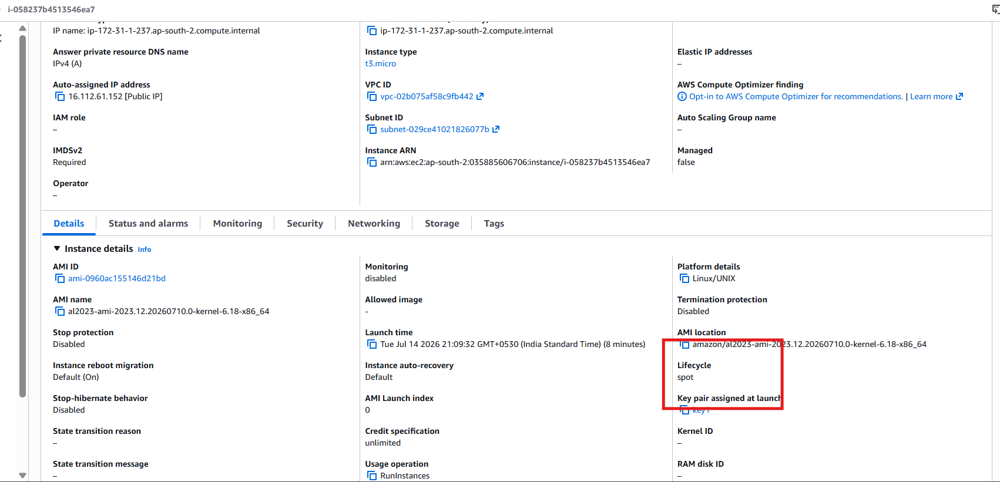 i-058237b4513546ea7
IP name: ip-172-31-1-237.ap-south-2.compute.internal
ip-172-31-1-237.ap-south-2.compute.internal
Answer private resource DNS name
IPv4 (A)
Instance type
t3.micro
Elastic IP addresses
–
Auto-assigned IP address
16.112.61.152 [Public IP]
VPC ID
vpc-02b075af58c9fb442
AWS Compute Optimizer finding
Opt-in to AWS Compute Optimizer for recommendations. | Learn more
IAM role
–
Subnet ID
subnet-029ce41021826077b
Auto Scaling Group name
–
IMDSv2
Required
Instance ARN
arn:aws:ec2:ap-south-2:035885606706:instance/i-058237b4513546ea7
Managed
false
Operator
–
Details
Status and alarms
Monitoring
Security
Networking
Storage
Tags
Instance details Info
AMI ID
ami-0960ac155146d21bd
Monitoring
disabled
Platform details
Linux/UNIX
AMI name
al2023-ami-2023.12.20260710.0-kernel-6.18-x86_64
Allowed image
-
Termination protection
Disabled
Stop protection
Disabled
Launch time
Tue Jul 14 2026 21:09:32 GMT+0530 (India Standard Time) (8 minutes)
AMI location
amazon/al2023-ami-2023.12.20260710.0-kernel-6.18-x86_64
Instance reboot migration
Default (On)
Instance auto-recovery
Default
Lifecycle
spot
Stop-hibernate behavior
Disabled
AMI Launch index
0
Key pair assigned at launch
key1
State transition reason
–
Credit specification
unlimited
Kernel ID
–
State transition message
–
Usage operation
RunInstances
RAM disk ID
–